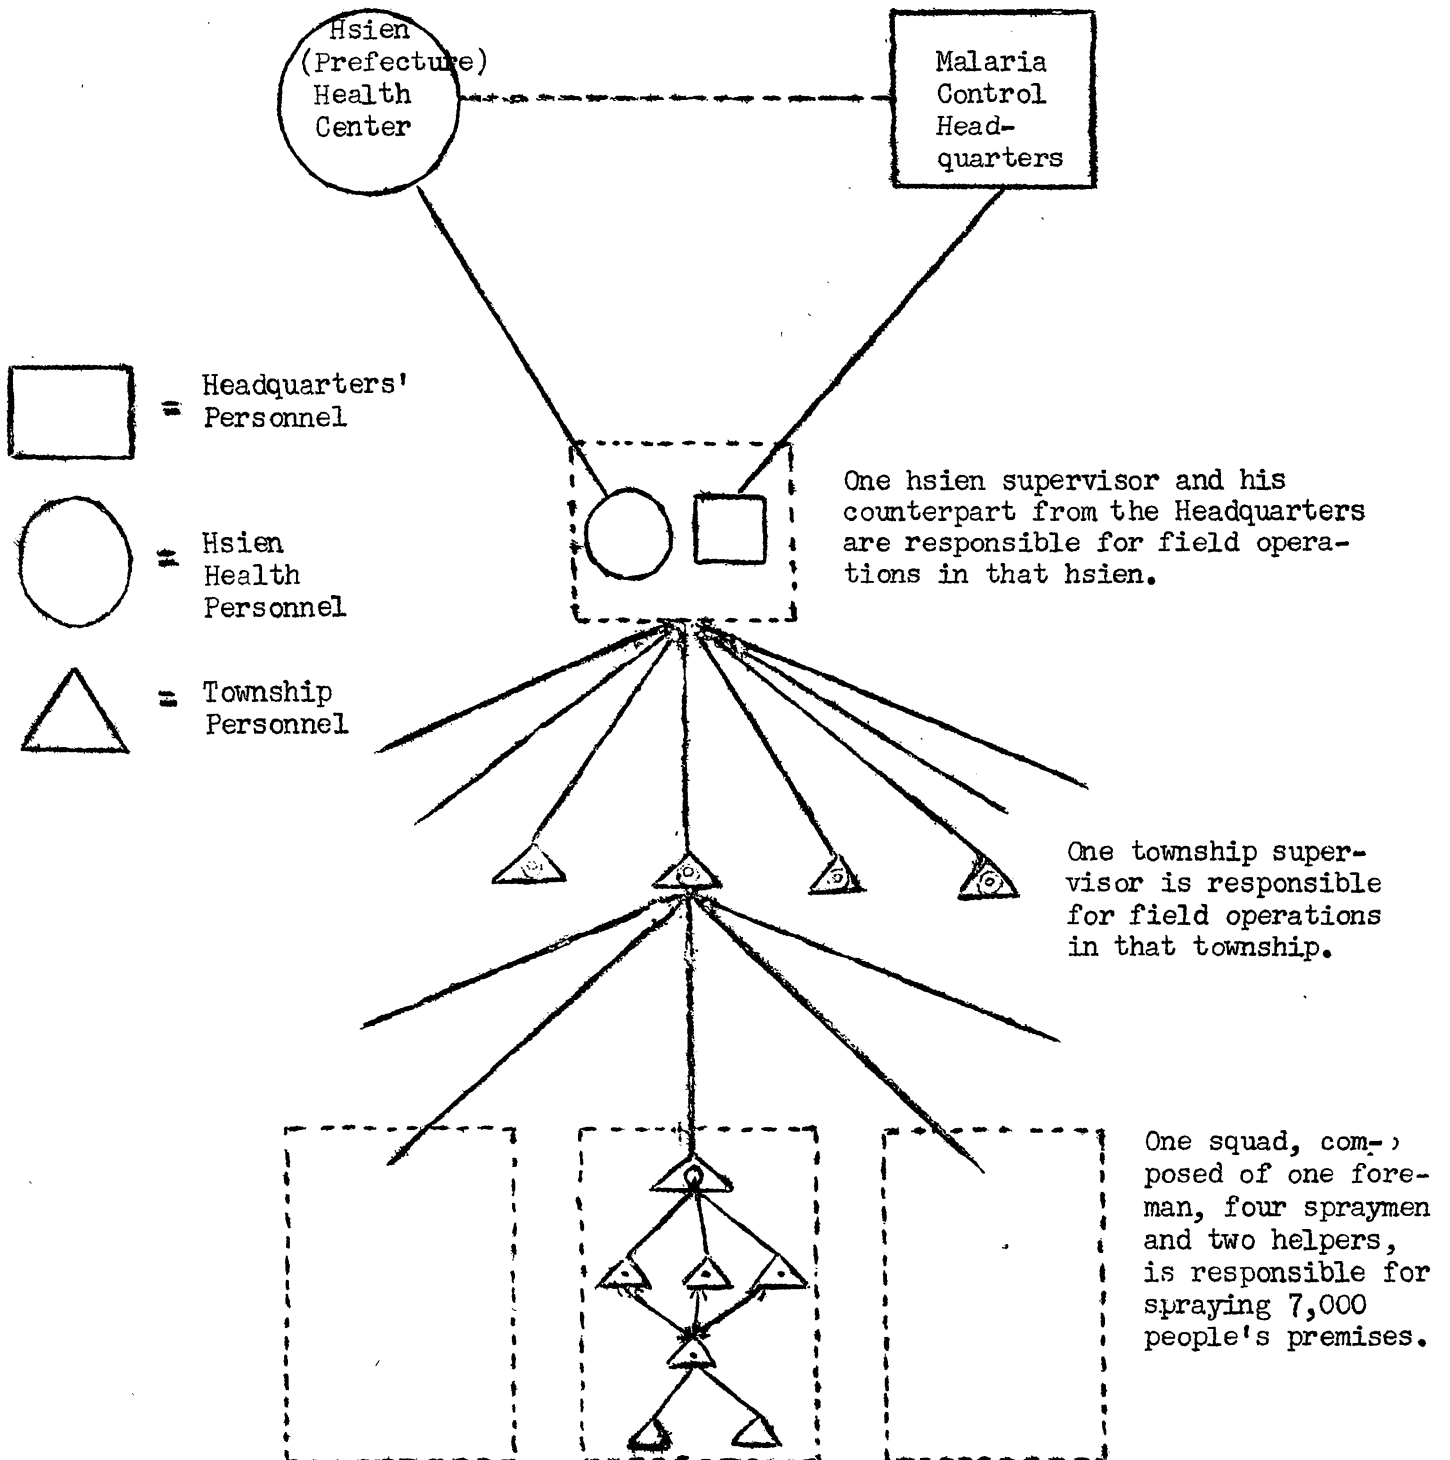 Hsien
(Prefecture)
Health
Center
Malaria
Control
Head-
quarters
= Headquarters'
Personnel
= Hsien
Health
Personnel
= Township
Personnel
One hsien supervisor and his
counterpart from the Headquarters
are responsible for field opera-
tions in that hsien.
One township super-
visor is responsible
for field operations
in that township.
One squad, com-
posed of one fore-
man, four spraymen
and two helpers,
is responsible for
spraying 7,000
people's premises.